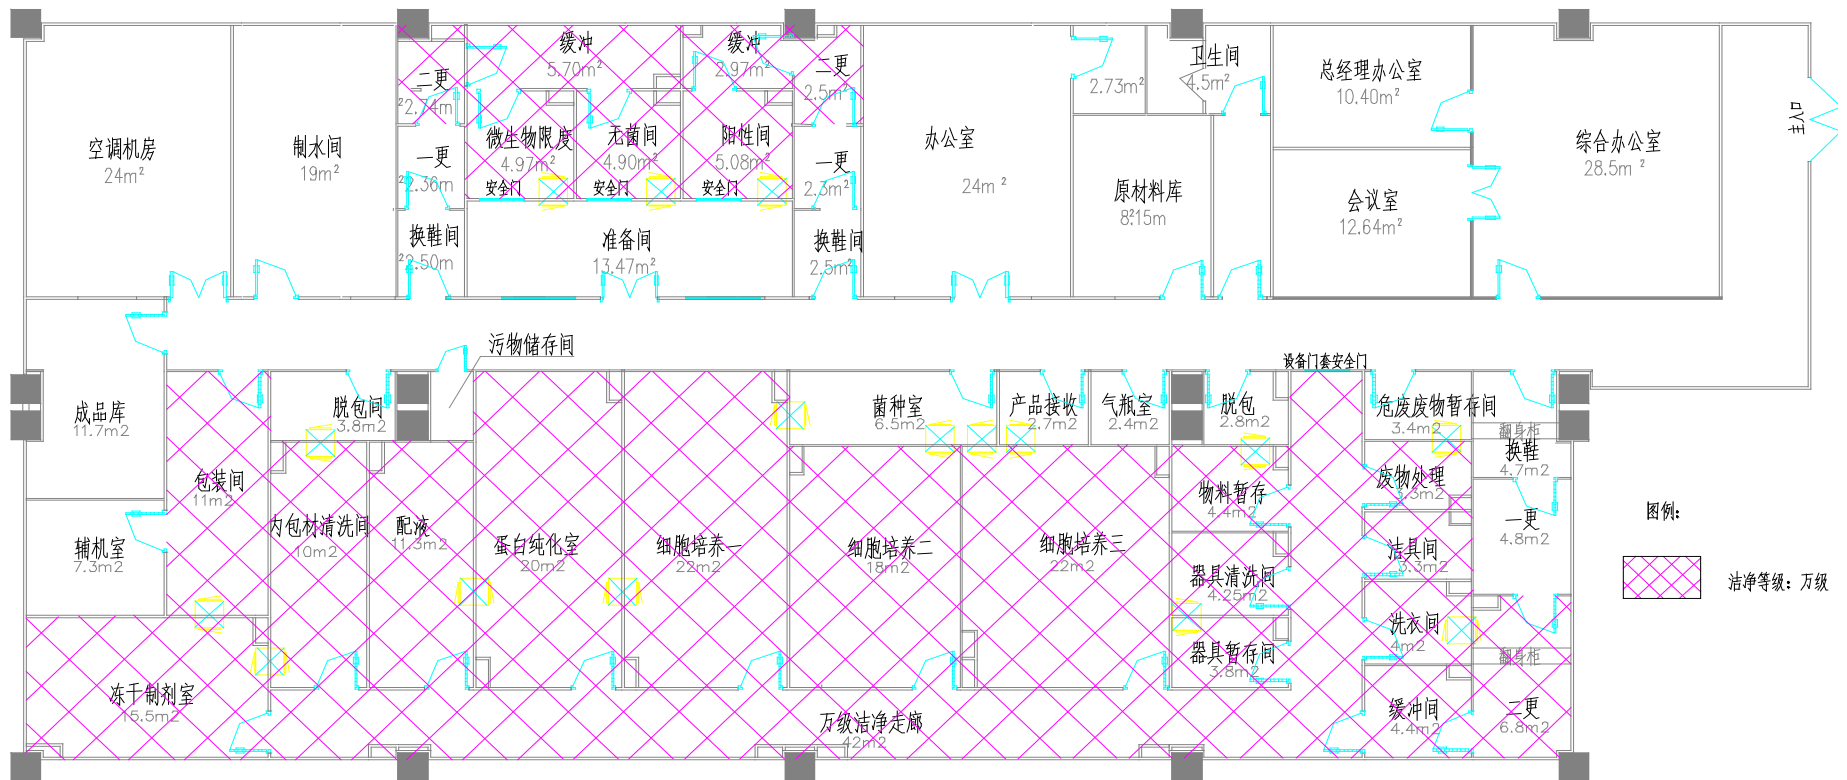 空调机房
24m²
制水间
19m²
二更
2.74m²
一更
2.36m²
换鞋间
2.50m²
缓冲
5.70m²
缓冲
2.97m²
二更
2.5m²
微生物限度
4.97m²
无菌间
4.90m²
阳性间
5.08m²
安全门
安全门
安全门
一更
2.3m²
准备间
13.47m²
换鞋间
2.5m²
办公室
24m²
2.73m²
卫生间
4.5m²
原材料库
8.15m²
总经理办公室
10.40m²
会议室
12.64m²
综合办公室
28.5m²
主入口
污物储存间
设备门套安全门
成品库
11.7m2
辅机室
7.3m2
包装间
11m2
脱包间
3.8m2
内包材清洗间
10m2
配液
11.3m2
蛋白纯化室
20m2
细胞培养一
22m2
菌种室
6.5m2
产品接收
2.7m2
气瓶室
2.4m2
脱包
2.8m2
细胞培养二
18m2
细胞培养三
22m2
物料暂存
4.4m2
器具清洗间
4.25m2
器具暂存间
3.8m2
危废废物暂存间
3.4m2
废物处理
3.3m2
洁具间
3.3m2
洗衣间
4m2
缓冲间
4.4m2
翻身柜
换鞋
4.7m2
一更
4.8m2
翻身柜
二更
6.8m2
冻干制剂室
15.5m2
万级洁净走廊
42m2
图例:
洁净等级: 万级